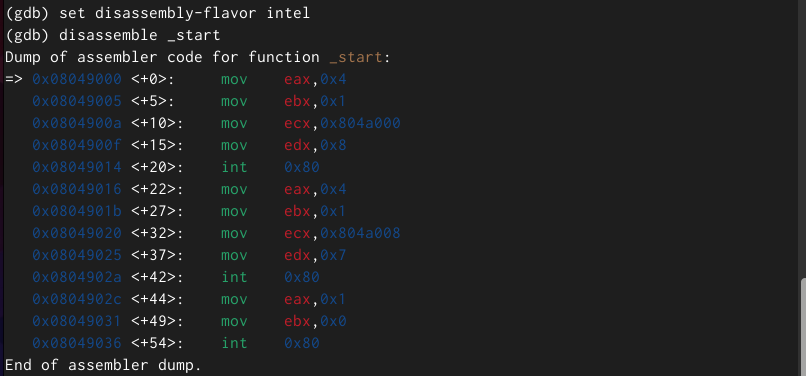 (gdb) set disassembly-flavor intel
(gdb) disassemble _start
Dump of assembler code for function _start:
=> 0x08049000 <+0>:     mov    eax,0x4
   0x08049005 <+5>:     mov    ebx,0x1
   0x0804900a <+10>:    mov    ecx,0x804a000
   0x0804900f <+15>:    mov    edx,0x8
   0x08049014 <+20>:    int    0x80
   0x08049016 <+22>:    mov    eax,0x4
   0x0804901b <+27>:    mov    ebx,0x1
   0x08049020 <+32>:    mov    ecx,0x804a008
   0x08049025 <+37>:    mov    edx,0x7
   0x0804902a <+42>:    int    0x80
   0x0804902c <+44>:    mov    eax,0x1
   0x08049031 <+49>:    mov    ebx,0x0
   0x08049036 <+54>:    int    0x80
End of assembler dump.